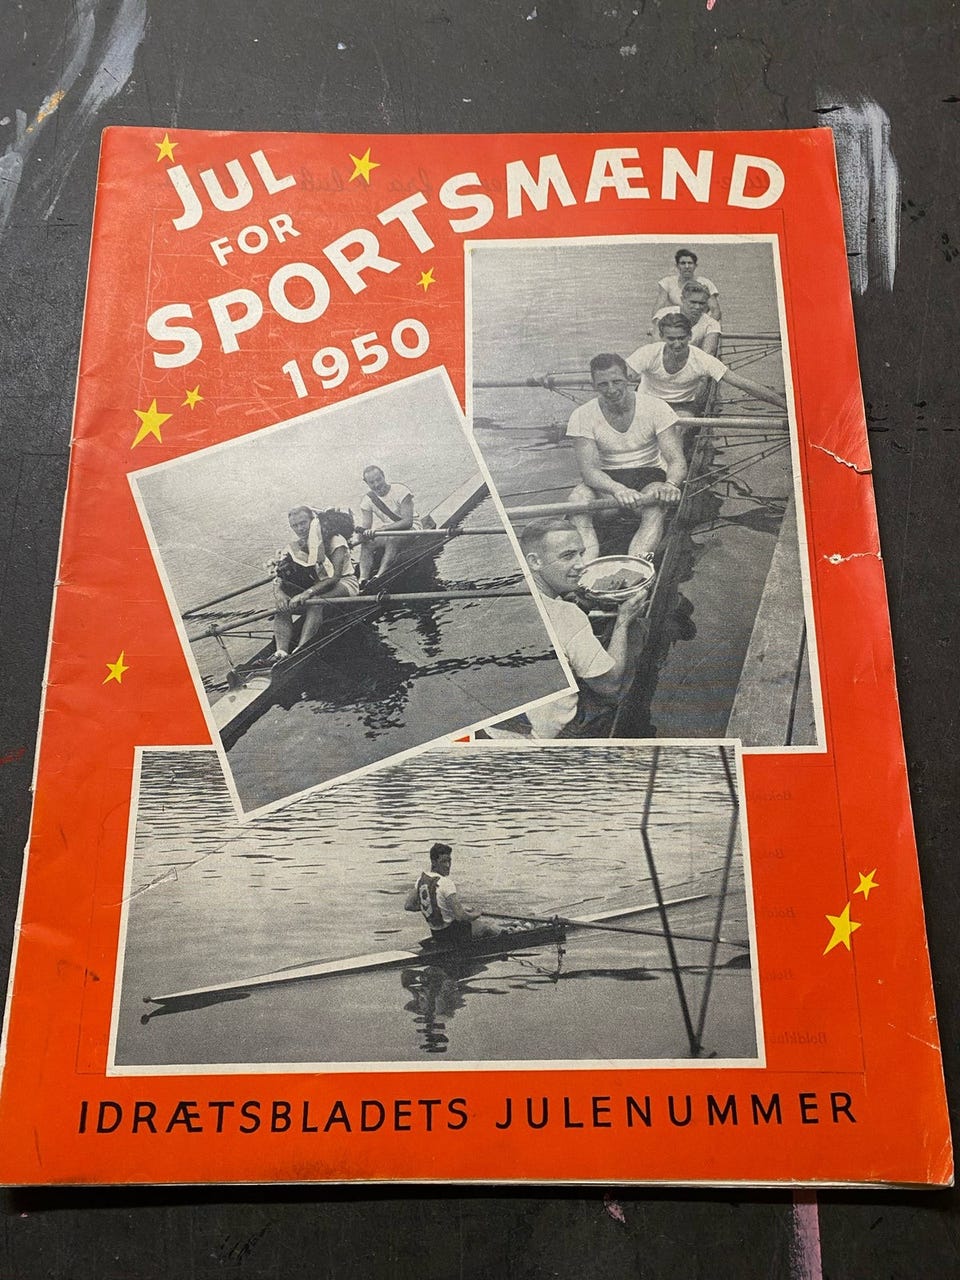 JUL
FOR
SPORTSMÆND
1950
IDRÆTSBLADETS JULENUMMER